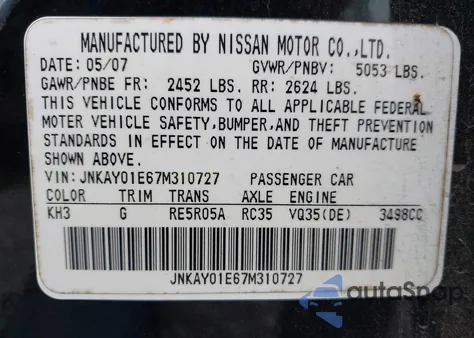 MANUFACTURED BY NISSAN MOTOR CO.,LTD.
DATE: 05/07 GVWR/PNBV: 5053 LBS.
GAWR/PNBE FR: 2452 LBS. RR: 2624 LBS.
THIS VEHICLE CONFORMS TO ALL APPLICABLE FEDERAL
MOTOR VEHICLE SAFETY,BUMPER,AND THEFT PREVENTION
STANDARDS IN EFFECT ON THE DATE OF MANUFACTURE
SHOWN ABOVE.
VIN:JNKAY01E67M310727 PASSENGER CAR
COLOR TRIM TRANS AXLE ENGINE
KH3 G RE5R05A RC35 VQ35(DE) 3498CC
JNKAY01E67M310727
autoSnap